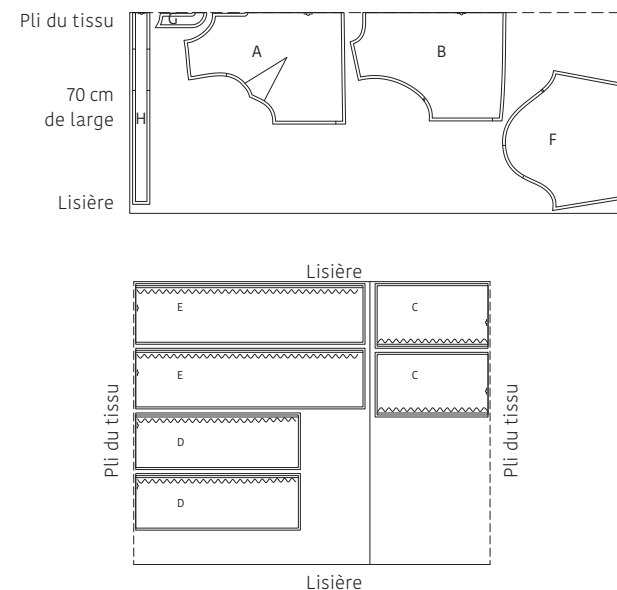 Pli du tissu
G
A
B
70 cm
de large
H
F
Lisière
Lisière
E
C
E
C
Pli du tissu
Pli du tissu
D
D
Lisière